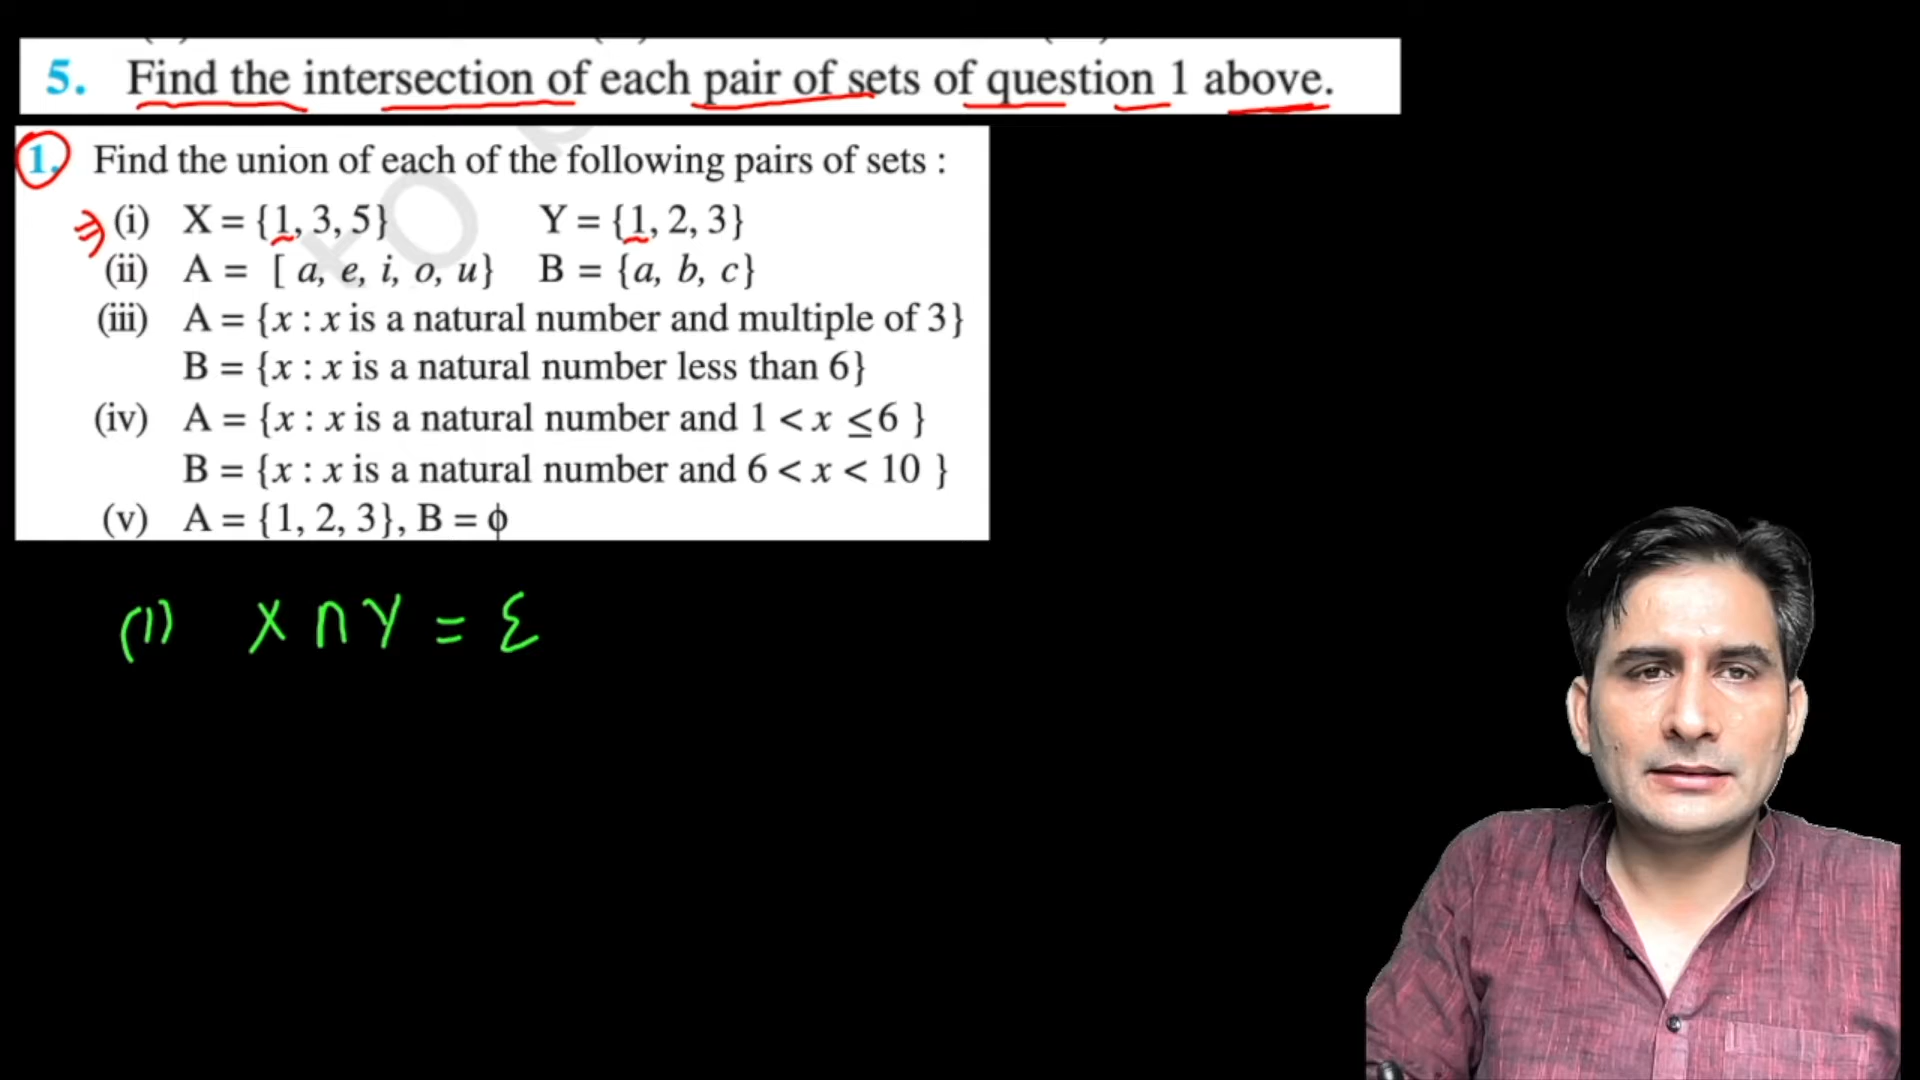 5. Find the intersection of each pair of sets of question 1 above.
1. Find the union of each of the following pairs of sets :
(i) X = {1, 3, 5} Y = {1, 2, 3}
(ii) A = [ a, e, i, o, u} B = {a, b, c}
(iii) A = {x : x is a natural number and multiple of 3}
B = {x : x is a natural number less than 6}
(iv) A = {x : x is a natural number and 1 < x ≤6 }
B = {x : x is a natural number and 6 < x < 10 }
(v) A = {1, 2, 3}, B = ϕ
(1) X ∩ Y = {